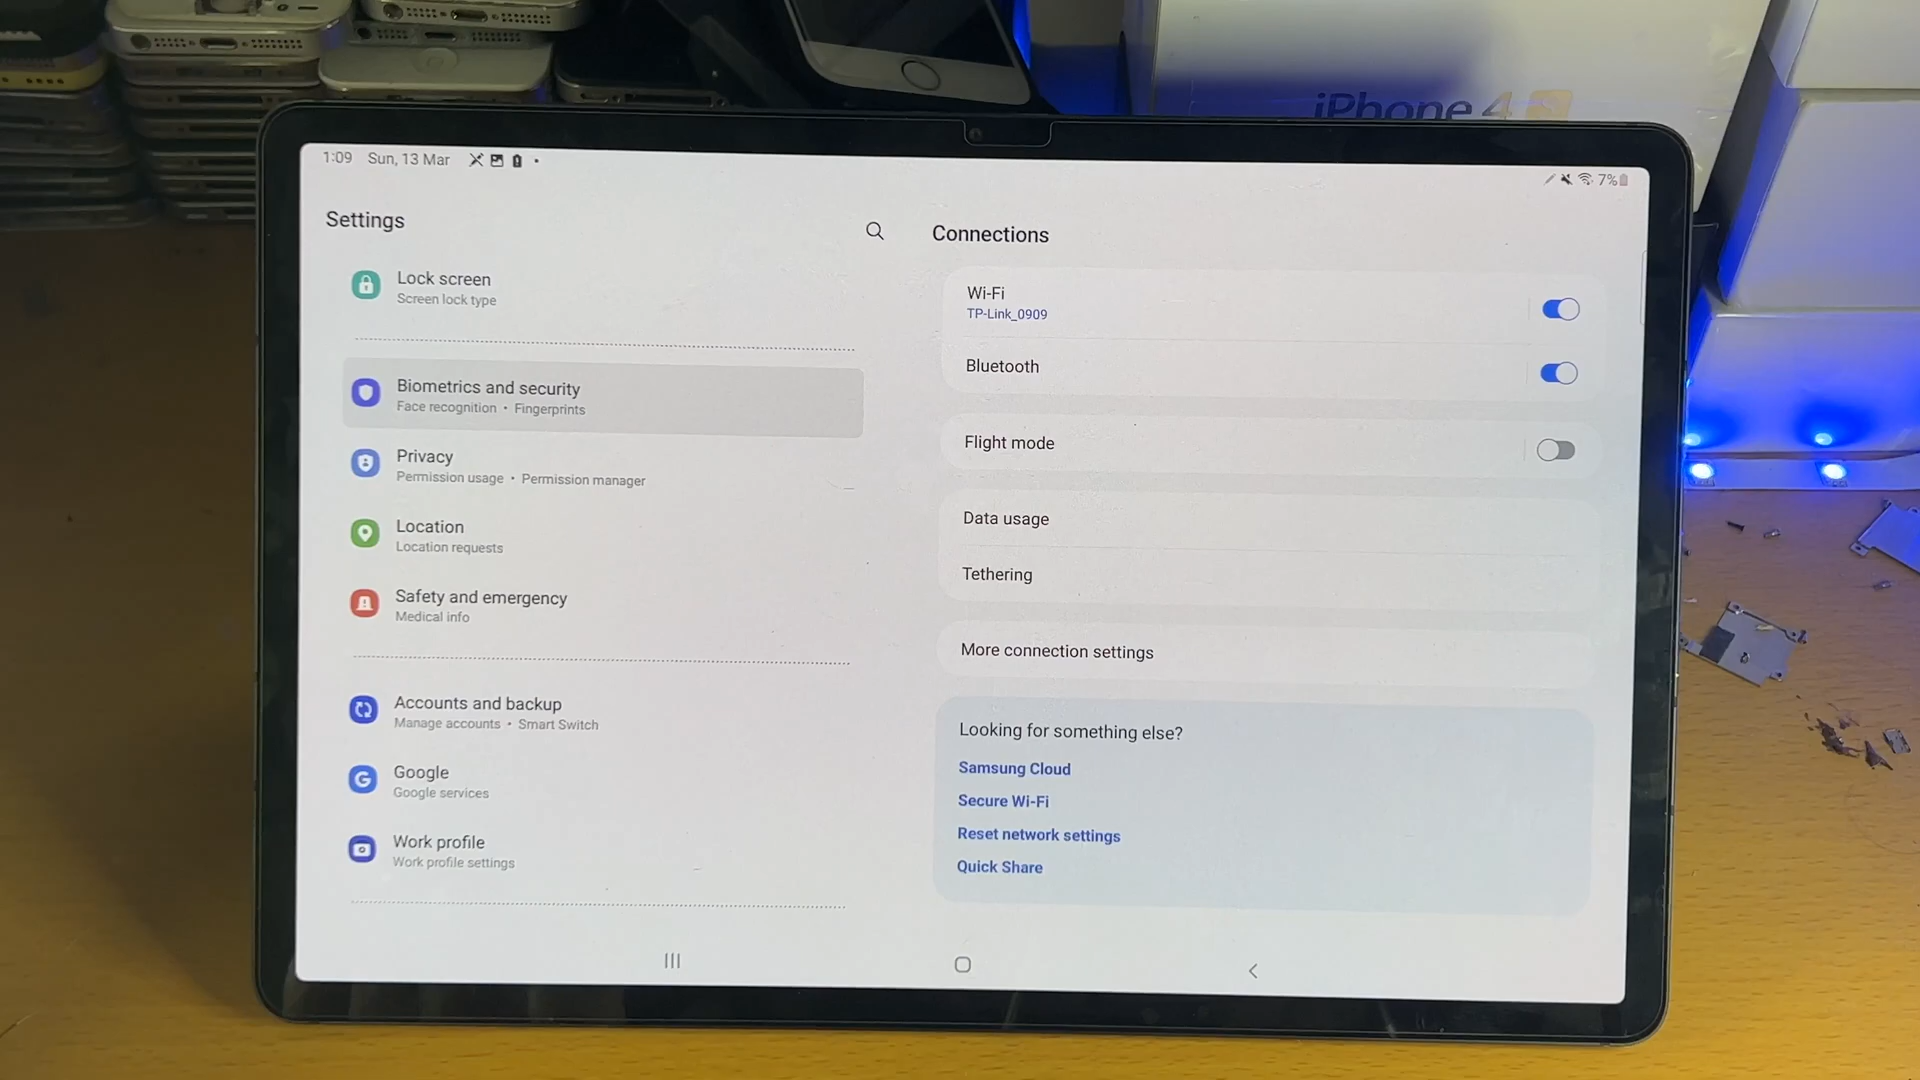 iPhone 4S
1:09 Sun, 13 Mar
7%
Settings
Lock screen
Screen lock type
Biometrics and security
Face recognition • Fingerprints
Privacy
Permission usage • Permission manager
Location
Location requests
Safety and emergency
Medical info
Accounts and backup
Manage accounts • Smart Switch
Google
Google services
Work profile
Work profile settings
Connections
Wi-Fi
TP-Link_0909
Bluetooth
Flight mode
Data usage
Tethering
More connection settings
Looking for something else?
Samsung Cloud
Secure Wi-Fi
Reset network settings
Quick Share